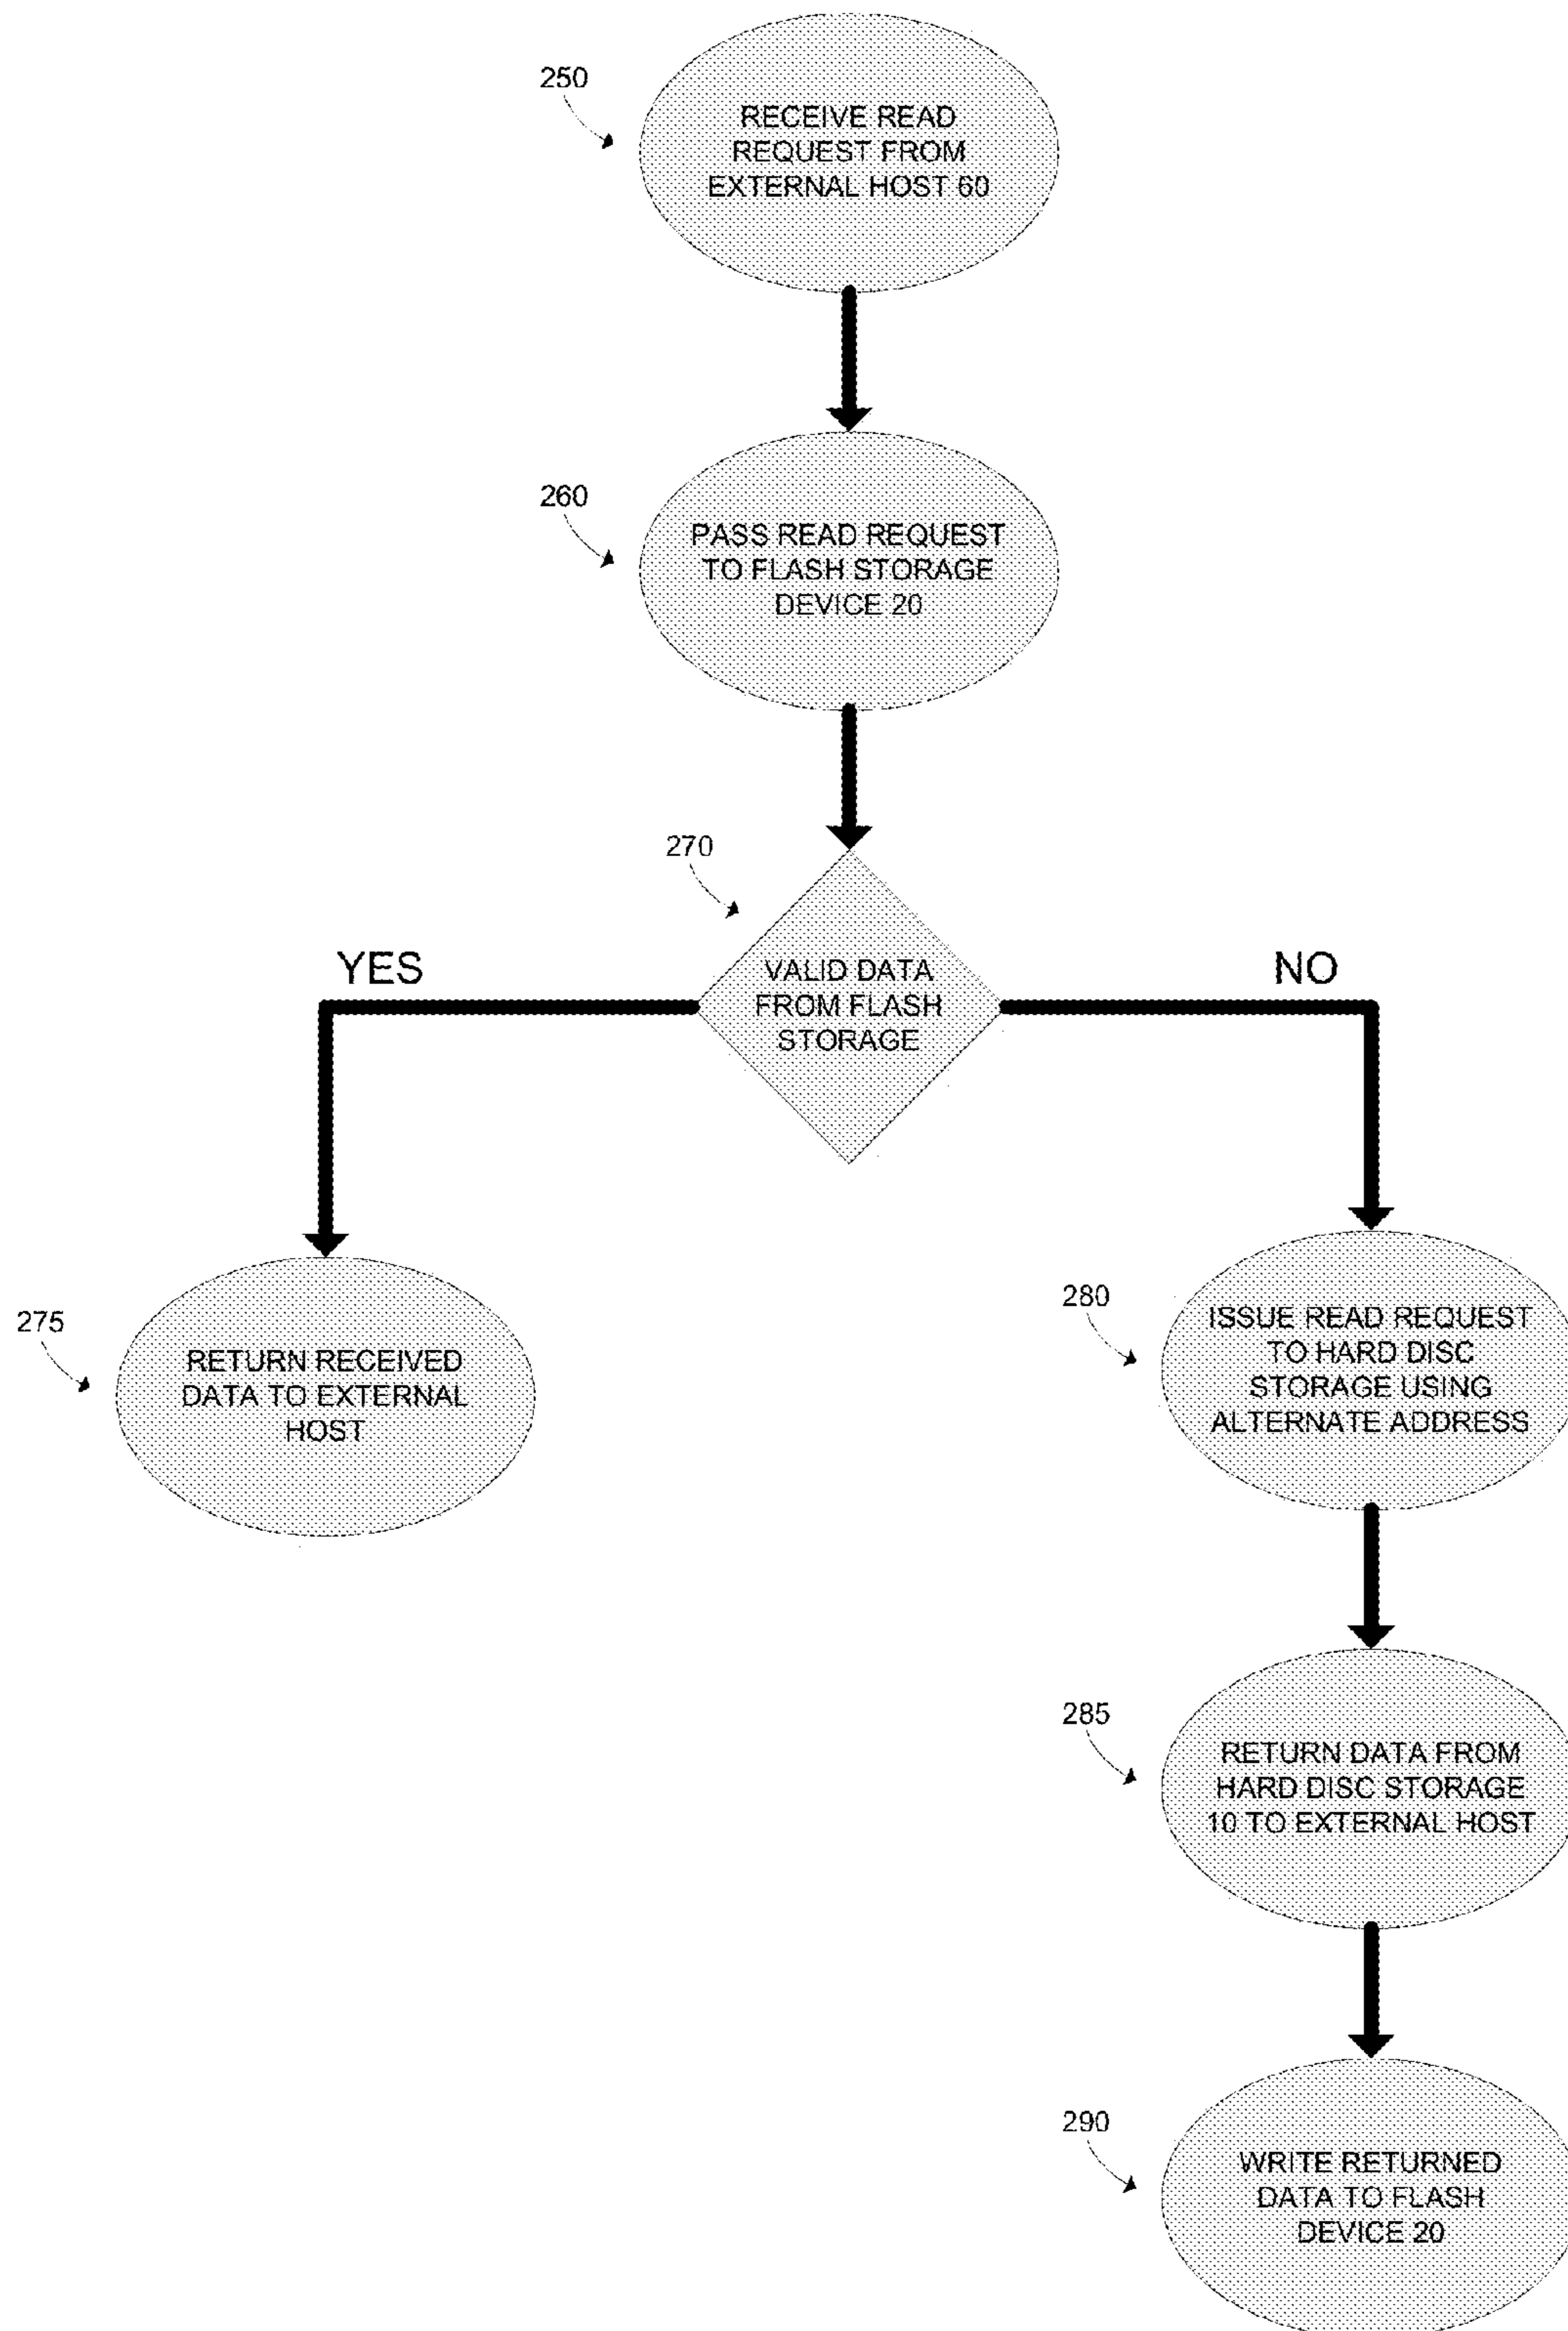 250
RECEIVE READ
REQUEST FROM
EXTERNAL HOST 60
260
PASS READ REQUEST
TO FLASH STORAGE
DEVICE 20
270
YES
VALID DATA
FROM FLASH
STORAGE
NO
275
RETURN RECEIVED
DATA TO EXTERNAL
HOST
280
ISSUE READ REQUEST
TO HARD DISC
STORAGE USING
ALTERNATE ADDRESS
285
RETURN DATA FROM
HARD DISC STORAGE
10 TO EXTERNAL HOST
290
WRITE RETURNED
DATA TO FLASH
DEVICE 20